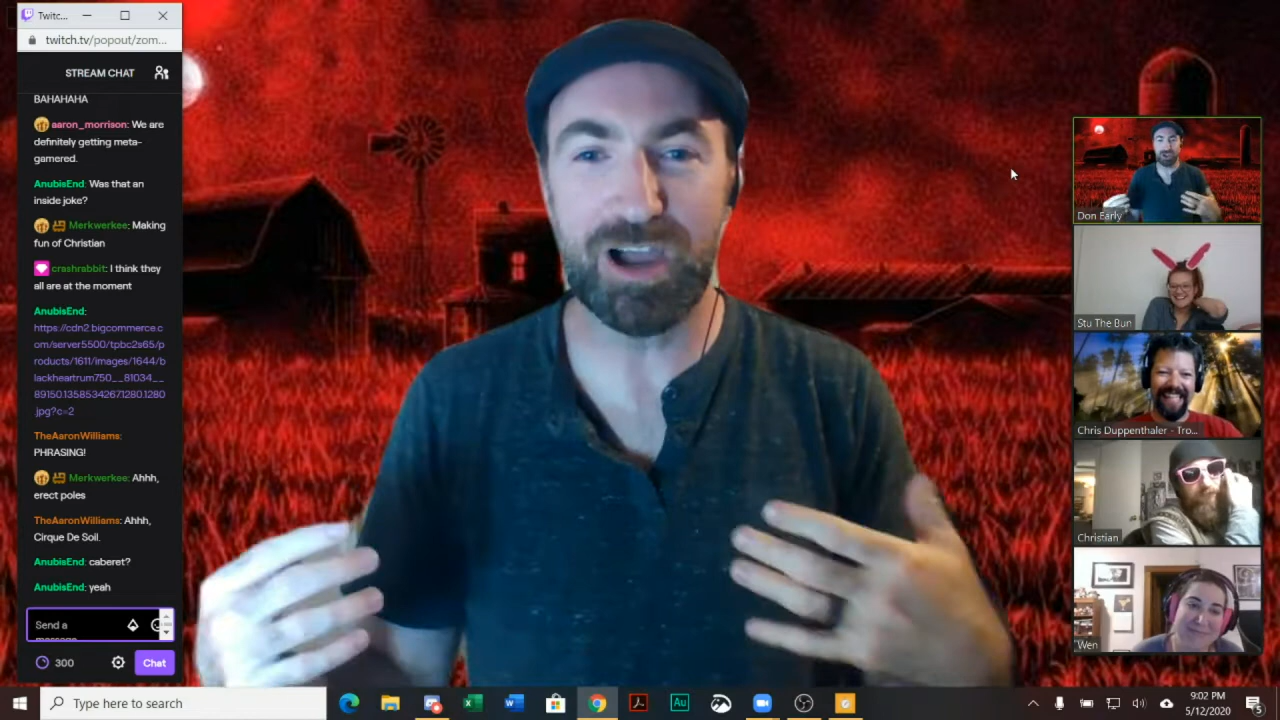 Twitc...
twitch.tv/popout/zom...
STREAM CHAT
BAHAHAHA
aaron_morrison: We are
definitely getting meta-
gamered.
AnubisEnd: Was that an
inside joke?
Merkwerkee: Making
fun of Christian
crashrabbit: I think they
all are at the moment
AnubisEnd:
https://cdn2.bigcommerce.c
om/server5500/tpbc2s65/p
roducts/1611/images/1644/b
lackheartrum750__81034__
89150.1358534267.1280.1280
.jpg?c=2
TheAaronWilliams:
PHRASING!
Merkwerkee: Ahhh,
erect poles
TheAaronWilliams: Ahhh,
Cirque De Soil.
AnubisEnd: caberet?
AnubisEnd: yeah
Send a
message
300
Chat
Don Early
Stu The Bun
Chris Duppenthaler - Tro...
Christian
Wen
Type here to search
9:02 PM
5/12/2020
5